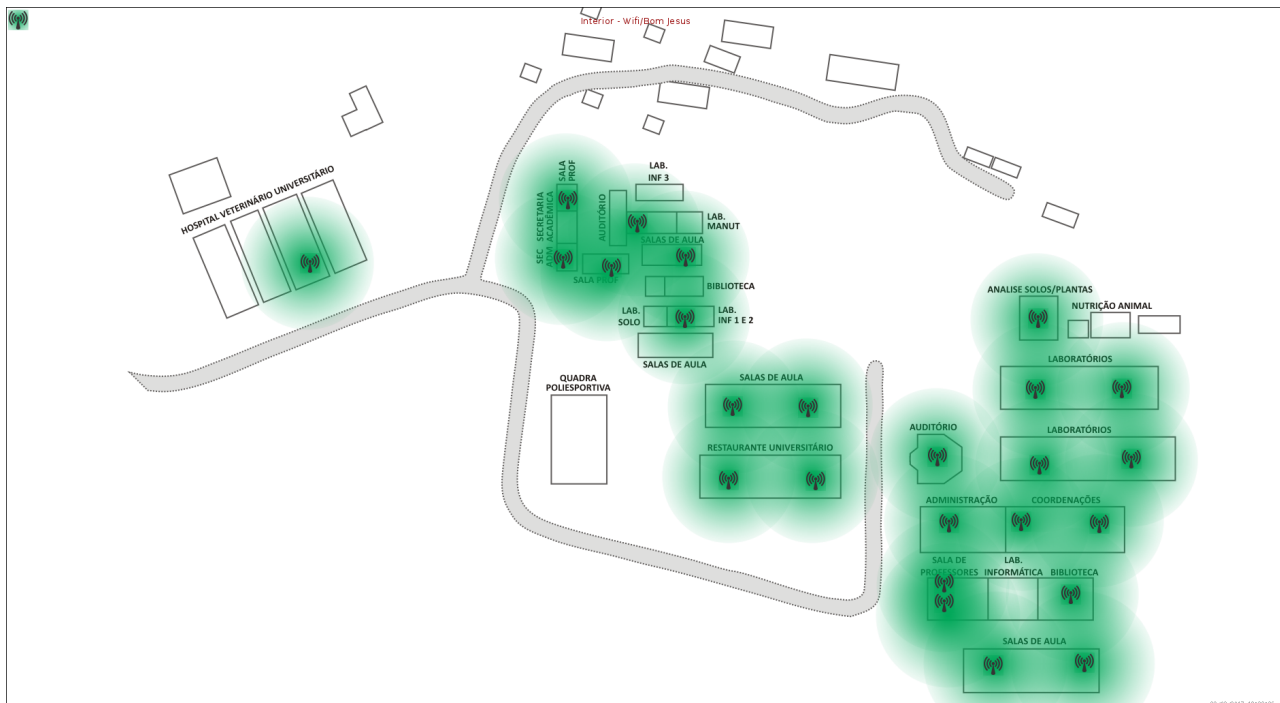 Interior - Wifi/Bom Jesus
HOSPITAL VETERINÁRIO UNIVERSITÁRIO
SALA
PROF
LAB.
INF 3
SECRETARIA
ACADÊMICA
SEC
ADM
AUDITÓRIO
LAB.
MANUT
SALAS DE AULA
SALA PROF
BIBLIOTECA
LAB.
SOLO
LAB.
INF 1 E 2
SALAS DE AULA
QUADRA
POLIESPORTIVA
SALAS DE AULA
RESTAURANTE UNIVERSITÁRIO
ANALISE SOLOS/PLANTAS
NUTRIÇÃO ANIMAL
LABORATÓRIOS
AUDITÓRIO
LABORATÓRIOS
ADMINISTRAÇÃO
COORDENAÇÕES
SALA DE
PROFESSORES
LAB.
INFORMÁTICA
BIBLIOTECA
SALAS DE AULA